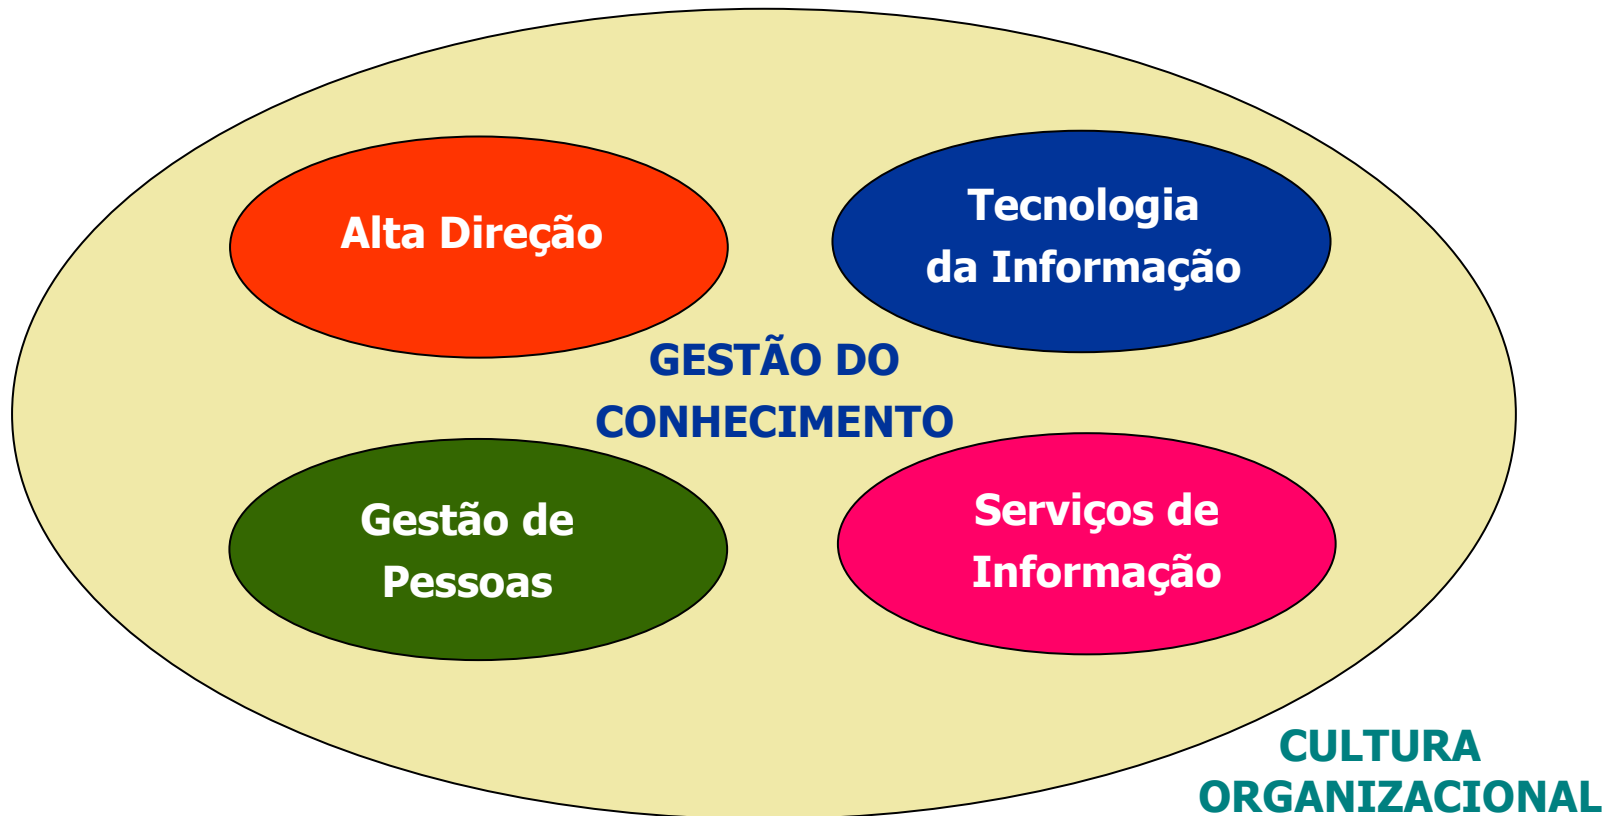 Alta Direção
Tecnologia
da Informação
GESTÃO DO
CONHECIMENTO
Gestão de
Pessoas
Serviços de
Informação
CULTURA
ORGANIZACIONAL